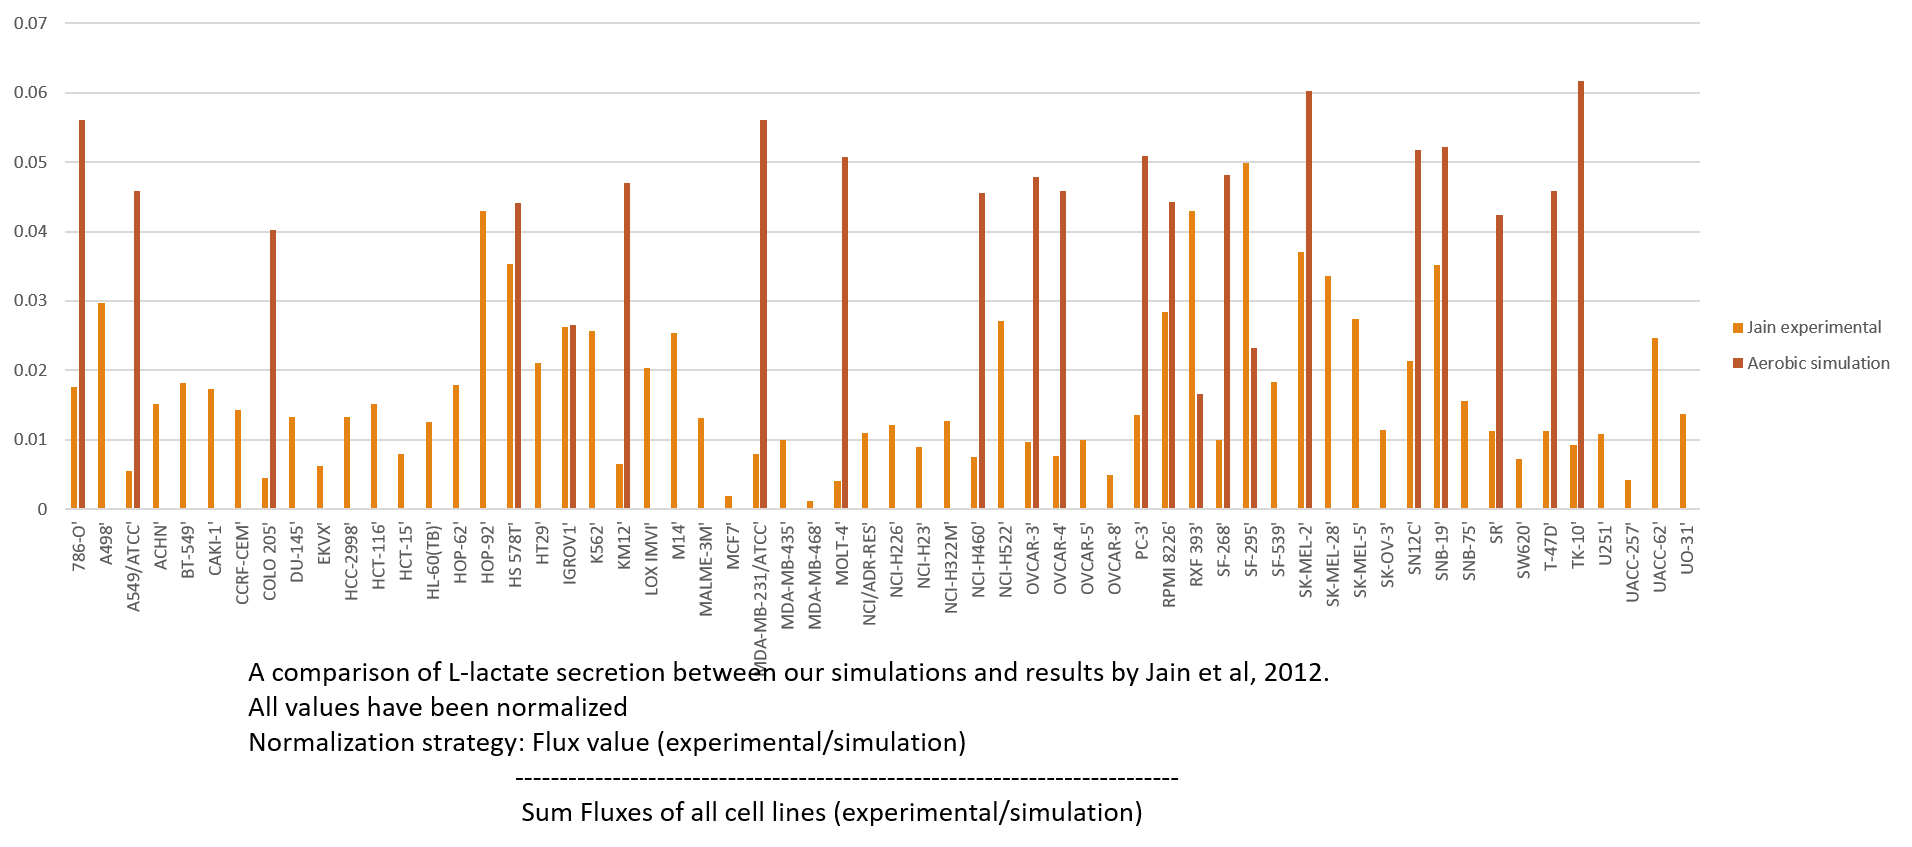 0.07
0.06
0.05
0.04
0.03
0.02
0.01
0
786-O'
A498'
A549/ATCC'
ACHN'
BT-549'
CAKI-1'
CCRF-CEM'
COLO 205'
DU-145'
EKVX'
HCC-2998'
HCT-116'
HCT-15'
HL-60(TB)'
HOP-62'
HOP-92'
HS 578T'
HT29'
IGROV1'
K562'
KM12'
LOX IMVI'
M14'
MALME-3M'
MCF7'
MDA-MB-231/ATCC'
MDA-MB-435'
MDA-MB-468'
MOLT-4'
NCI/ADR-RES'
NCI-H226'
NCI-H23'
NCI-H322M'
NCI-H460'
NCI-H522'
OVCAR-3'
OVCAR-4'
OVCAR-5'
OVCAR-8'
PC-3'
RPMI 8226'
RXF 393'
SF-268'
SF-295'
SF-539'
SK-MEL-2'
SK-MEL-28'
SK-MEL-5'
SK-OV-3'
SN12C'
SNB-19'
SNB-75'
SR'
SW620'
T-47D'
TK-10'
U251'
UACC-257'
UACC-62'
UO-31'
Jain experimental
Aerobic simulation
A comparison of L-lactate secretion between our simulations and results by Jain et al, 2012.
All values have been normalized
Normalization strategy: Flux value (experimental/simulation)
---------------------------------------------------------------------------
Sum Fluxes of all cell lines (experimental/simulation)